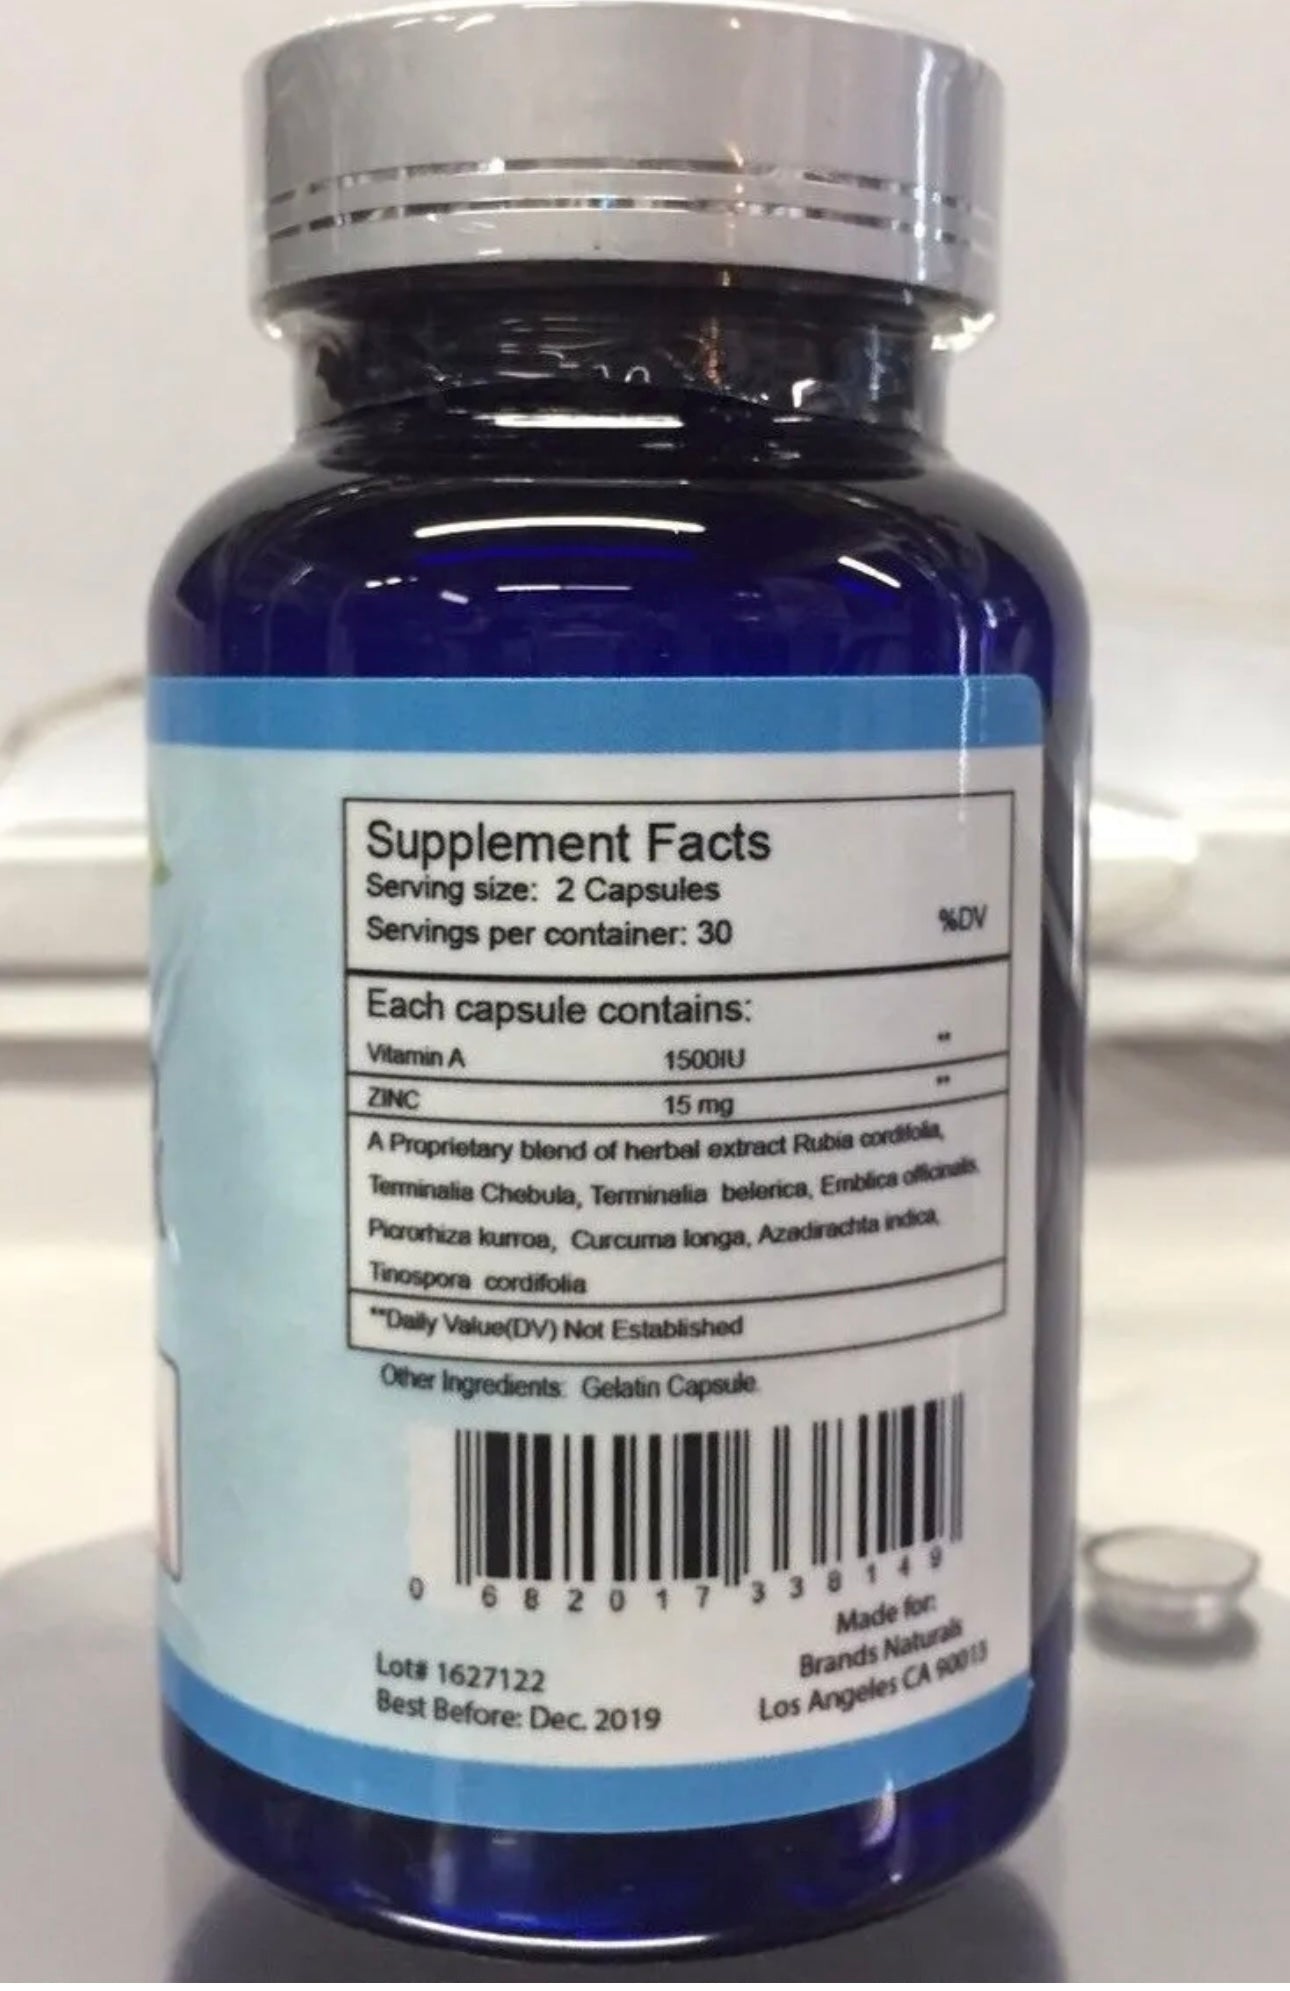 Supplement Facts
Serving size: 2 Capsules
Servings per container: 30
%DV
Each capsule contains:
Vitamin A 1500IU **
ZINC 15 mg **
A Proprietary blend of herbal extract Rubia cordifolia,
Terminalia Chebula, Terminalia belerica, Emblica officinalis,
Picrorhiza kurroa, Curcuma longa, Azadirachta indica,
Tinospora cordifolia
**Daily Value(DV) Not Established
Other Ingredients: Gelatin Capsule.
0 682017 338149
Made for:
Brands Naturals
Los Angeles CA 90013
Lot# 1627122
Best Before: Dec. 2019